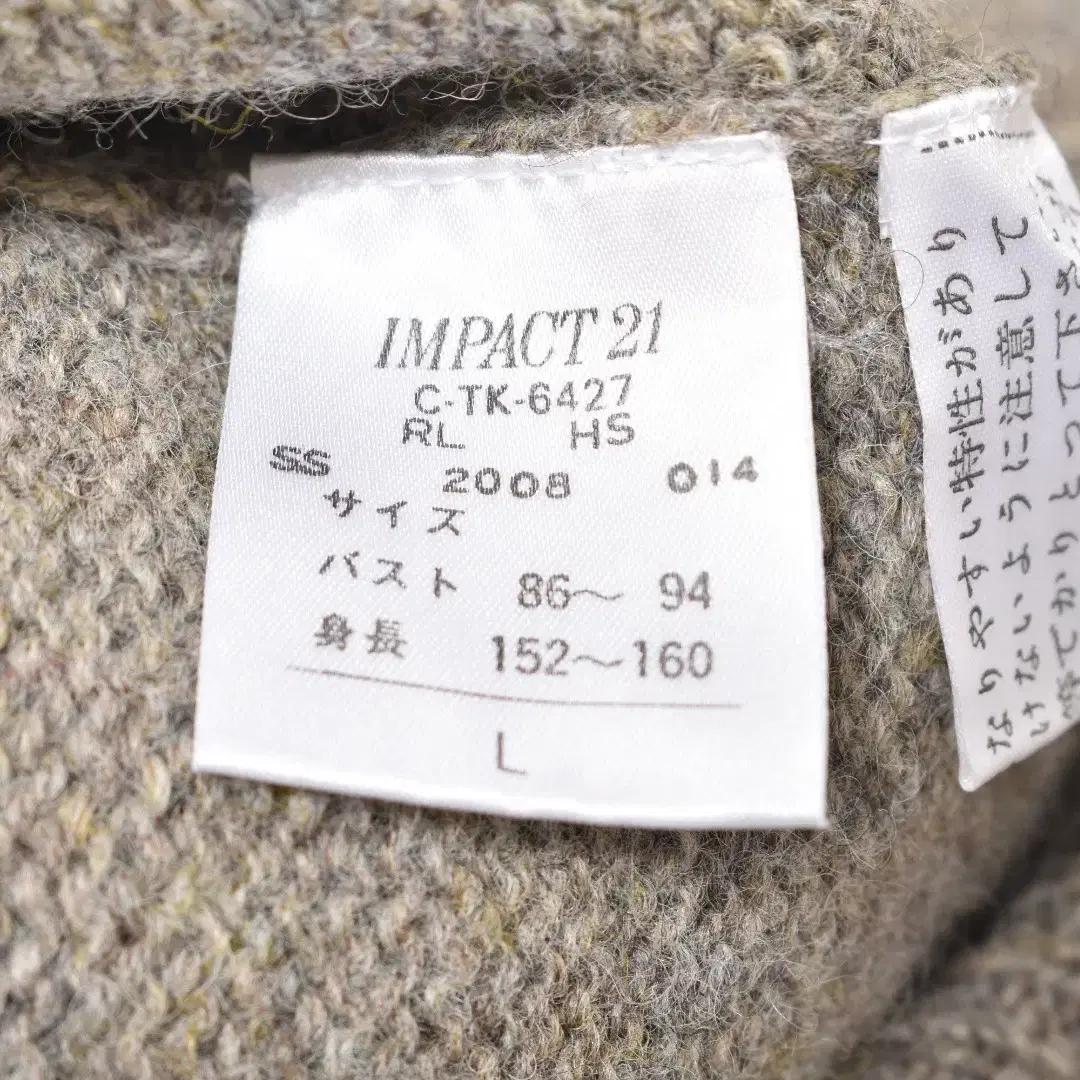 IMPACT 21
C-TK-6427
RL HS
SS 2008 014
サイズ
バスト 86～ 94
身長 152～160
L
なりやすい特性があり
けないように注意して